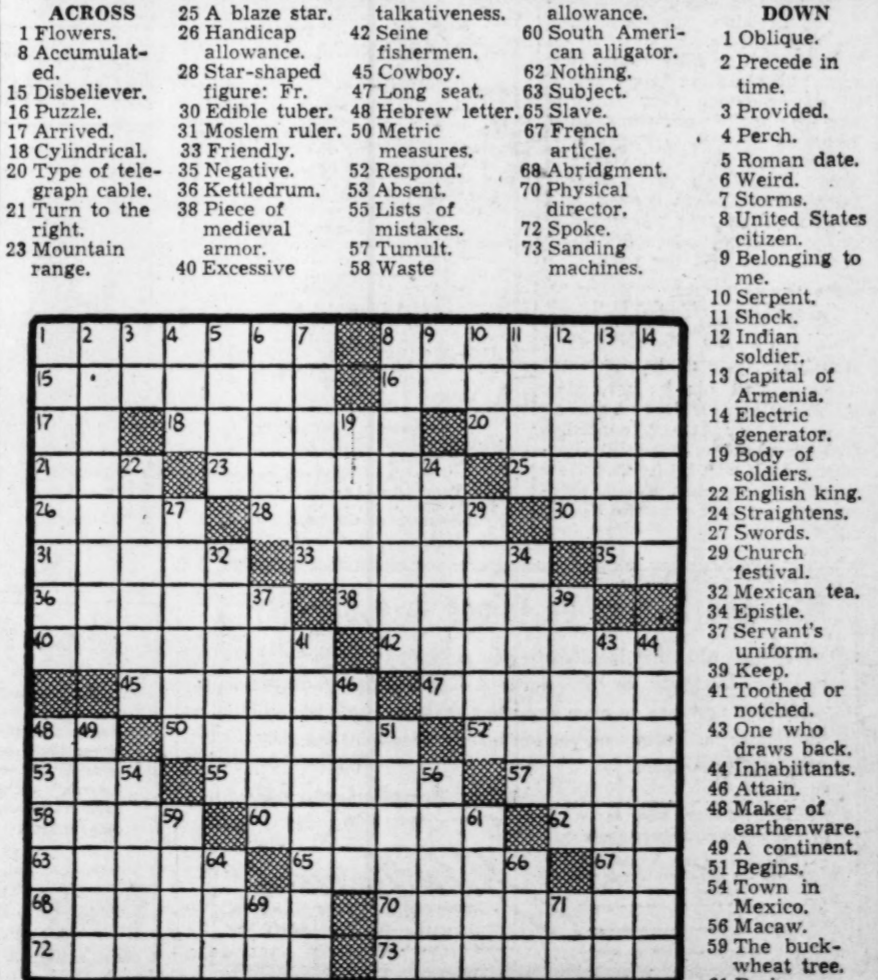 ACROSS
1 Flowers.
8 Accumulat-
ed.
15 Disbeliever.
16 Puzzle.
17 Arrived.
18 Cylindrical.
20 Type of tele-
graph cable.
21 Turn to the
right.
23 Mountain
range.
25 A blaze star.
26 Handicap
allowance.
28 Star-shaped
figure: Fr.
30 Edible tuber.
31 Moslem ruler.
33 Friendly.
35 Negative.
36 Kettledrum.
38 Piece of
medieval
armor.
40 Excessive
talkativeness.
42 Seine
fishermen.
45 Cowboy.
47 Long seat.
48 Hebrew letter.
50 Metric
measures.
52 Respond.
53 Absent.
55 Lists of
mistakes.
57 Tumult.
58 Waste
allowance.
60 South Ameri-
can alligator.
62 Nothing.
63 Subject.
65 Slave.
67 French
article.
68 Abridgment.
70 Physical
director.
72 Spoke.
73 Sanding
machines.
DOWN
1 Oblique.
2 Precede in
time.
3 Provided.
4 Perch.
5 Roman date.
6 Weird.
7 Storms.
8 United States
citizen.
9 Belonging to
me.
10 Serpent.
11 Shock.
12 Indian
soldier.
13 Capital of
Armenia.
14 Electric
generator.
19 Body of
soldiers.
22 English king.
24 Straightens.
27 Swords.
29 Church
festival.
32 Mexican tea.
34 Epistle.
37 Servant's
uniform.
39 Keep.
41 Toothed or
notched.
43 One who
draws back.
44 Inhabiitants.
46 Attain.
48 Maker of
earthenware.
49 A continent.
51 Begins.
54 Town in
Mexico.
56 Macaw.
59 The buck-
wheat tree.
1 2 3 4 5 6 7 8 9 10 11 12 13 14
15 16
17 18 19 20
21 22 23 24 25
26 27 28 29 30
31 32 33 34 35
36 37 38 39
40 41 42 43 44
45 46 47
48 49 50 51 52
53 54 55 56 57
58 59 60 61 62
63 64 65 66 67
68 69 70 71
72 73